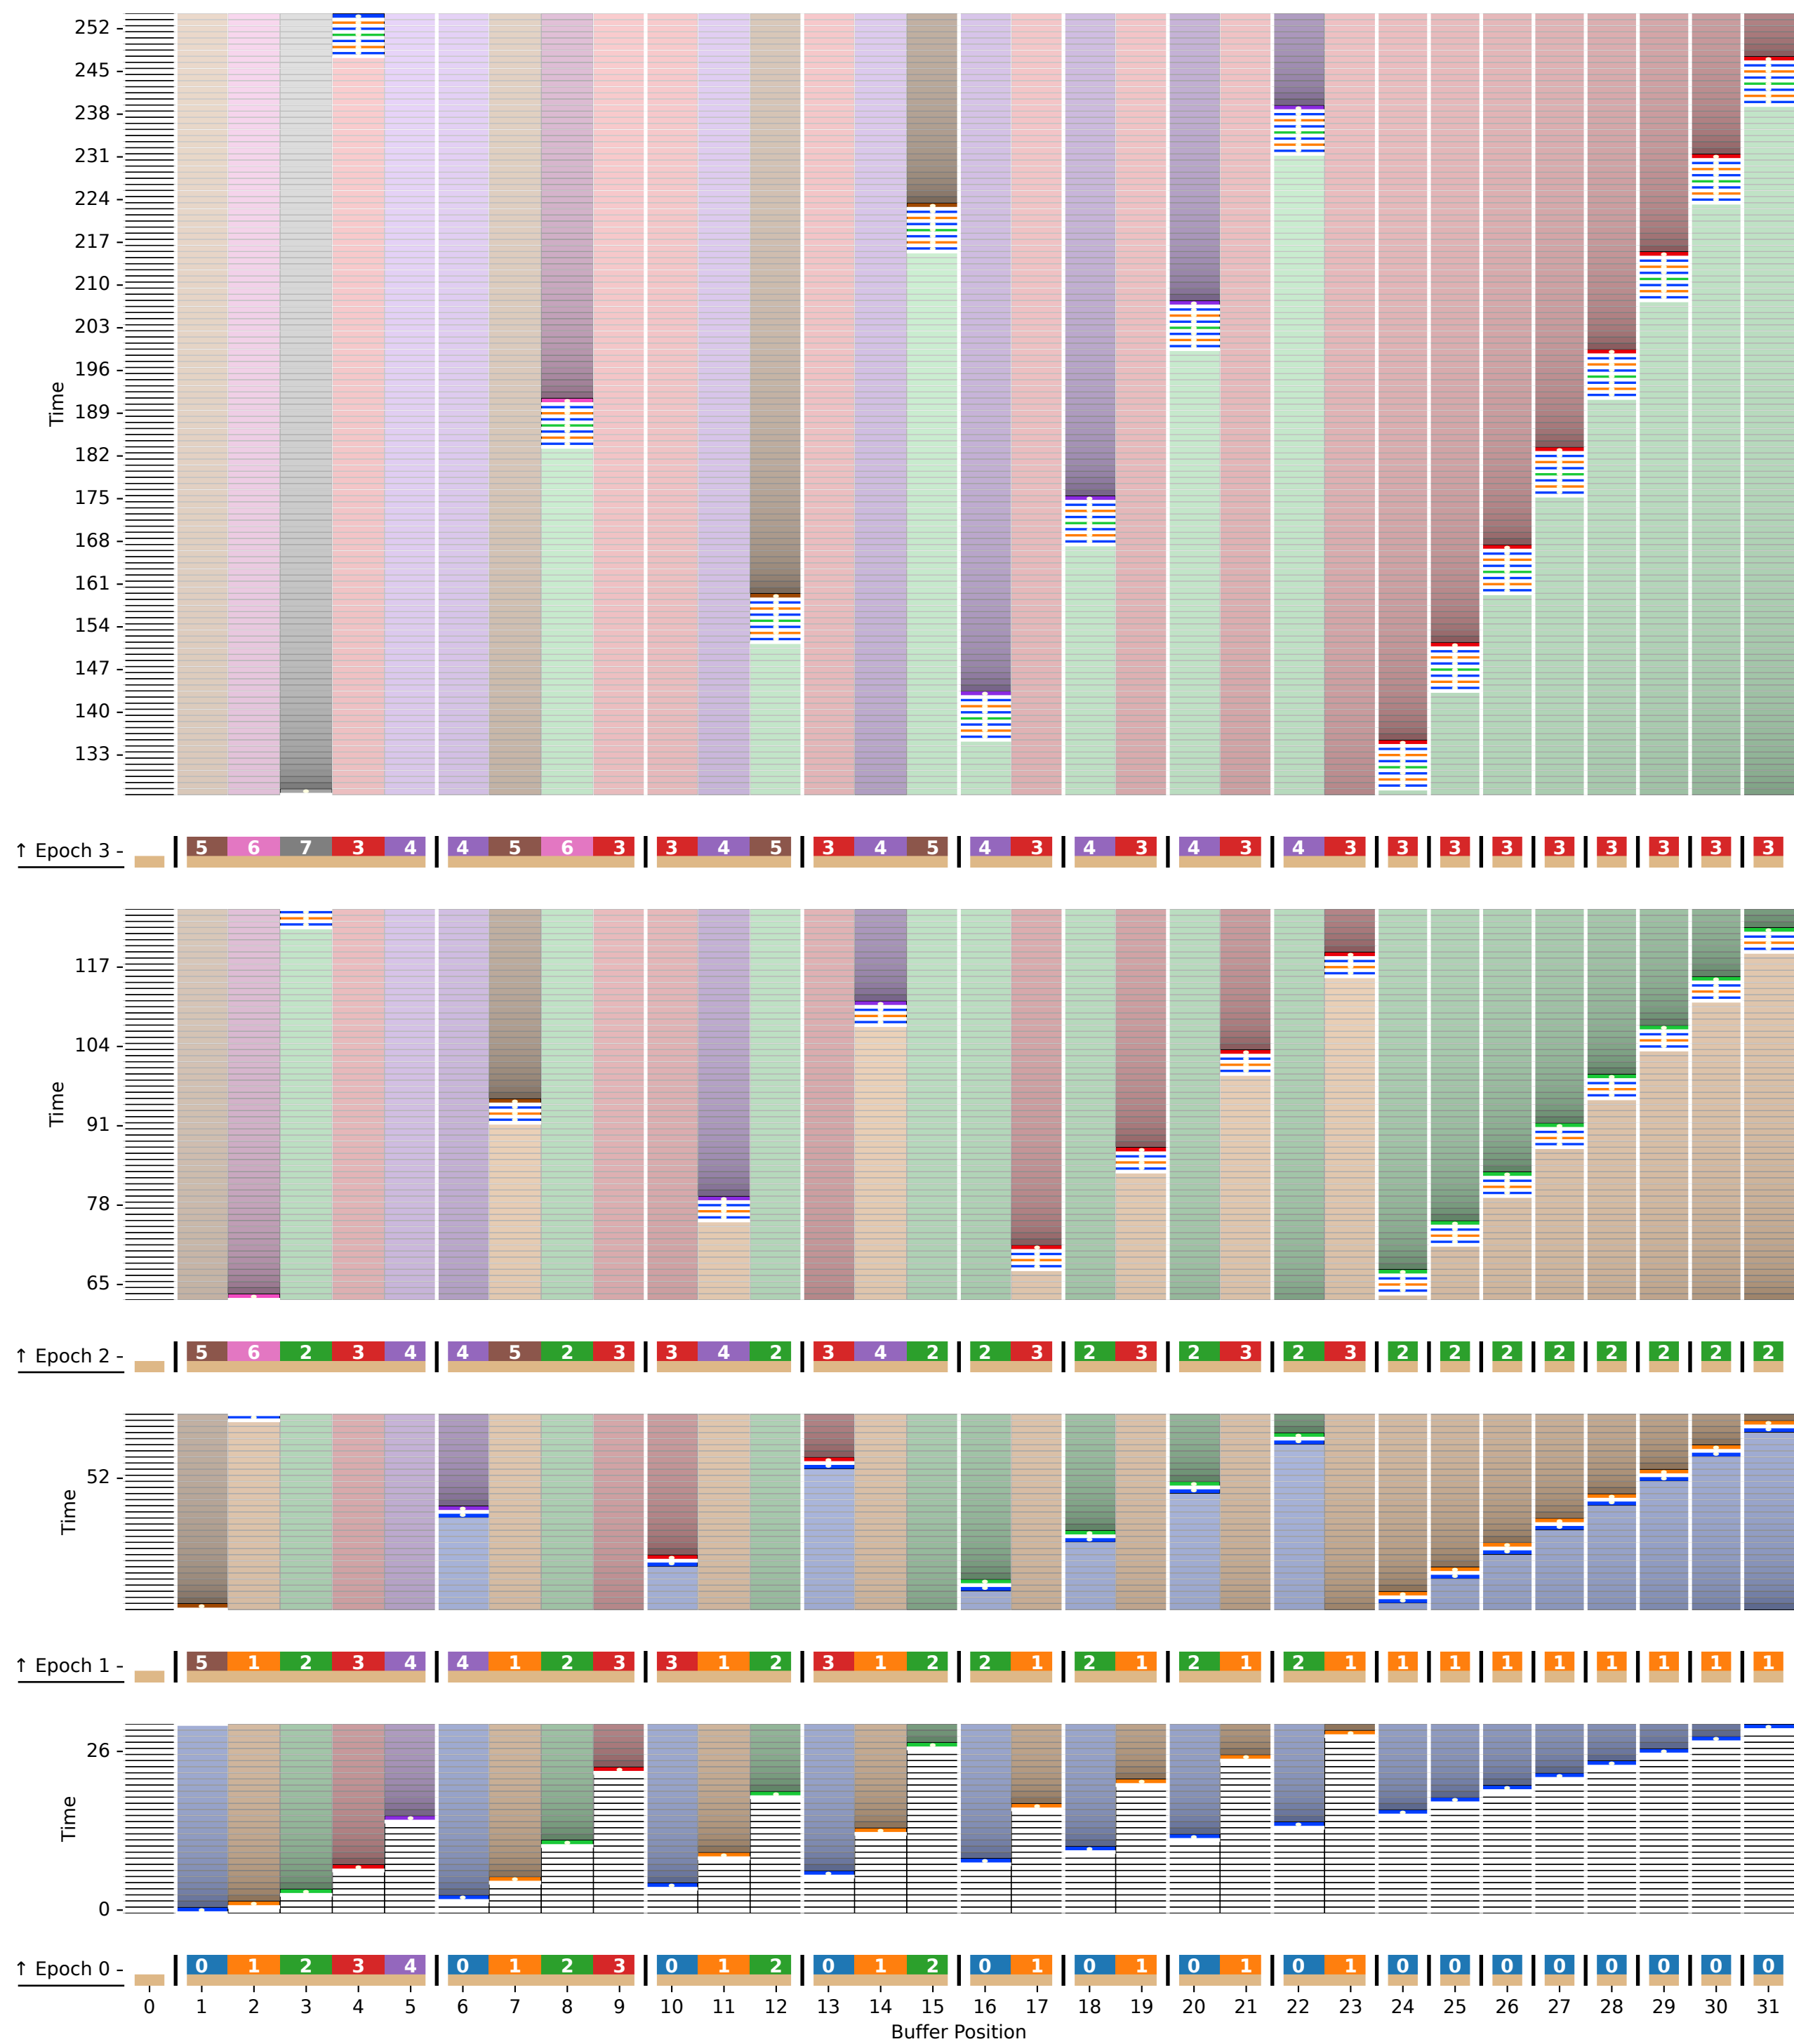 252
245
238
231
224
217
210
203
196
189
182
175
168
161
154
147
140
133
Time
↑ Epoch 3
5 6 7 3 4 4 5 6 3 3 4 5 3 4 5 4 3 4 3 4 3 4 3 3 3 3 3 3 3 3 3
117
104
91
78
65
Time
↑ Epoch 2
5 6 2 3 4 4 5 2 3 3 4 2 3 4 2 2 3 2 3 2 3 2 3 2 2 2 2 2 2 2 2
52
Time
↑ Epoch 1
5 1 2 3 4 4 1 2 3 3 1 2 3 1 2 2 1 2 1 2 1 2 1 1 1 1 1 1 1 1 1
26
0
Time
↑ Epoch 0
0 1 2 3 4 0 1 2 3 0 1 2 0 1 2 0 1 0 1 0 1 0 1 0 0 0 0 0 0 0 0
0 1 2 3 4 5 6 7 8 9 10 11 12 13 14 15 16 17 18 19 20 21 22 23 24 25 26 27 28 29 30 31
Buffer Position